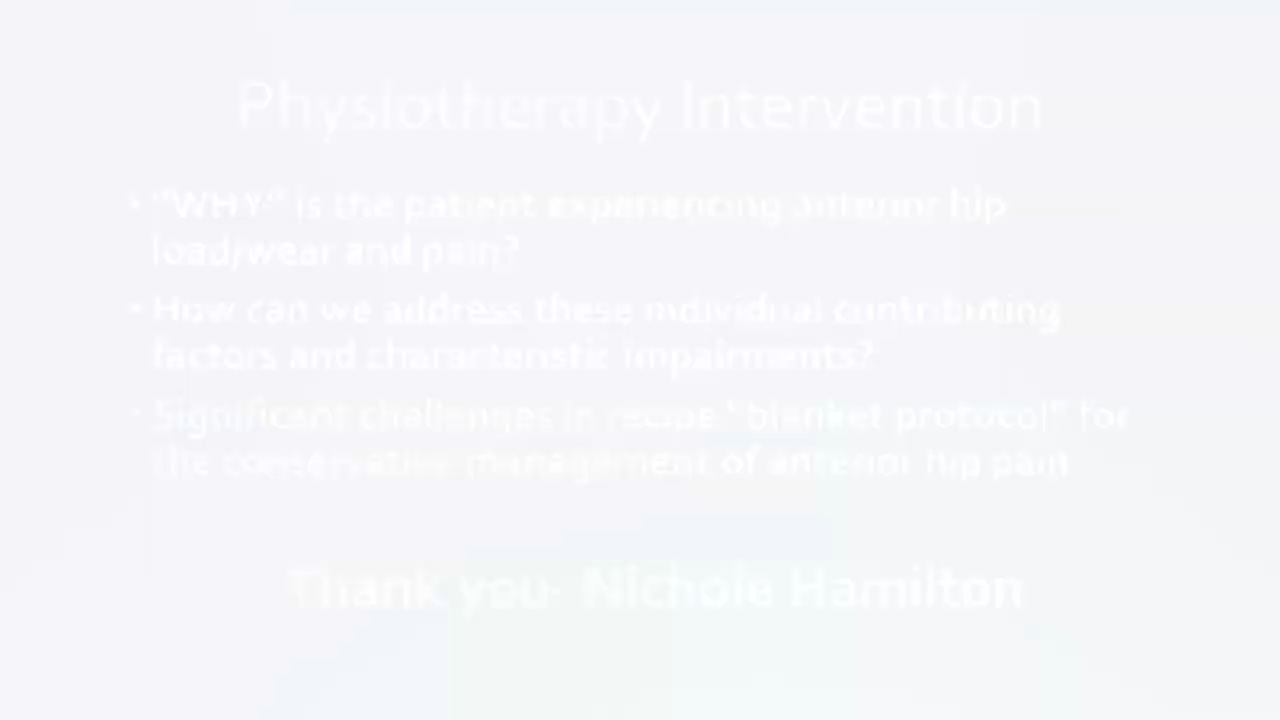 Physiotherapy Intervention
• "WHY" is the patient experiencing anterior hip
load/wear and pain?
• How can we address these individual contributing
factors and characteristic impairments?
• Significant challenges in recipe "blanket protocol" for
the conservative management of anterior hip pain
Thank you- Nichole Hamilton